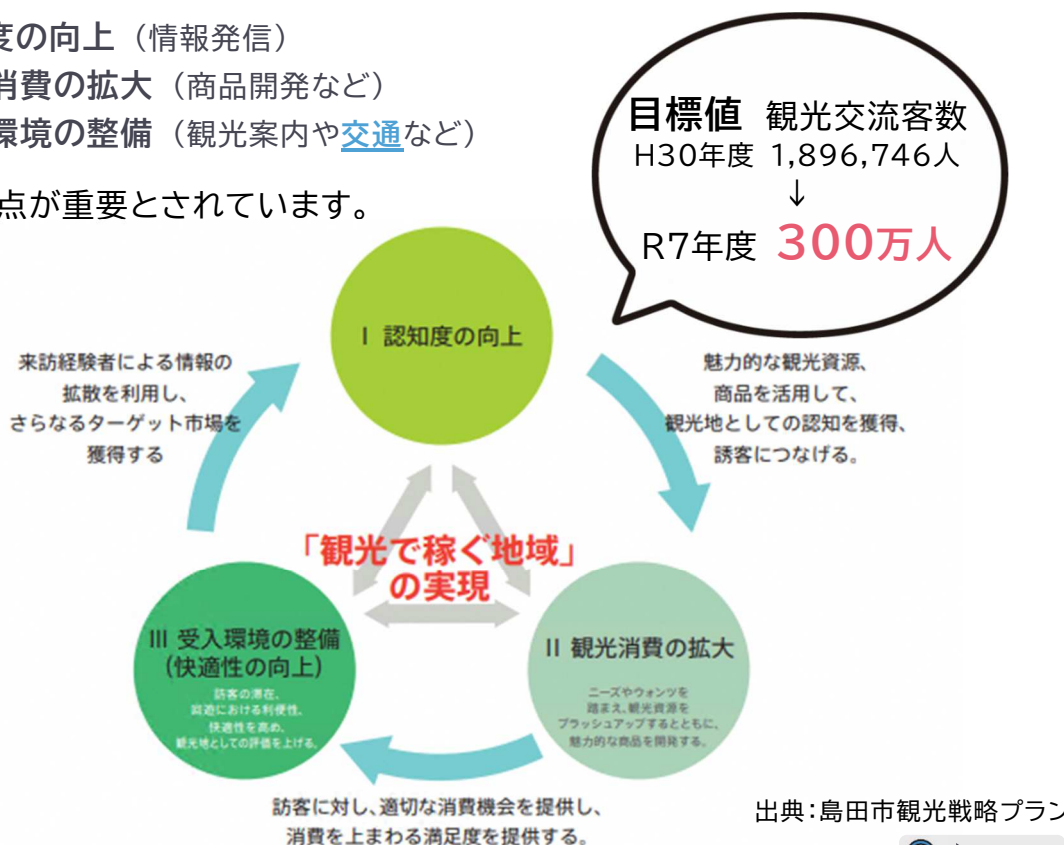 度の向上（情報発信）
消費の拡大（商品開発など）
環境の整備（観光案内や交通など）
点が重要とされています。
目標値 観光交流客数
H30年度 1,896,746人
↓
R7年度 300万人
Ⅰ 認知度の向上
来訪経験者による情報の
拡散を利用し、
さらなるターゲット市場を
獲得する
魅力的な観光資源、
商品を活用して、
観光地としての認知を獲得、
誘客につなげる。
「観光で稼ぐ地域」
の実現
Ⅲ 受入環境の整備
(快適性の向上)
訪客の滞在、
回遊における利便性、
快適性を高め、
観光地としての評価を上げる。
Ⅱ 観光消費の拡大
ニーズやウォンツを
踏まえ、観光資源を
ブラッシュアップするとともに、
魅力的な商品を開発する。
訪客に対し、適切な消費機会を提供し、
消費を上まわる満足度を提供する。
出典：島田市観光戦略プラン